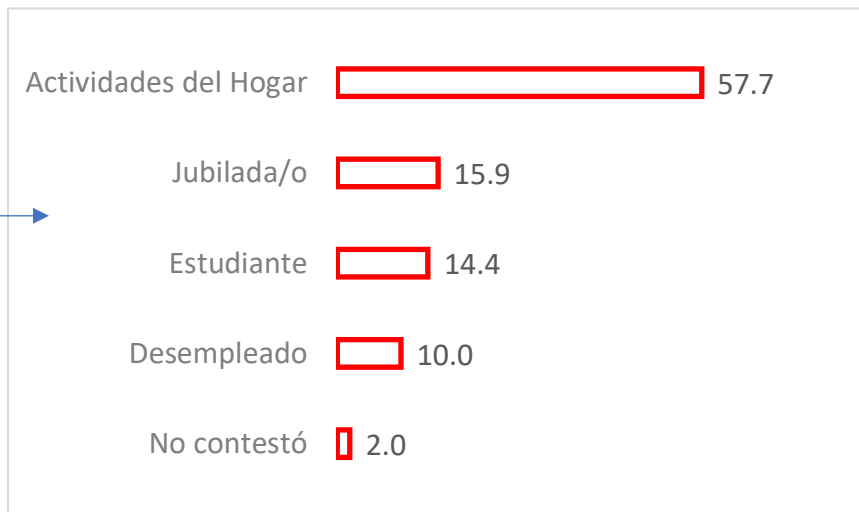 Actividades del Hogar 57.7
Jubilada/o 15.9
Estudiante 14.4
Desempleado 10.0
No contestó 2.0